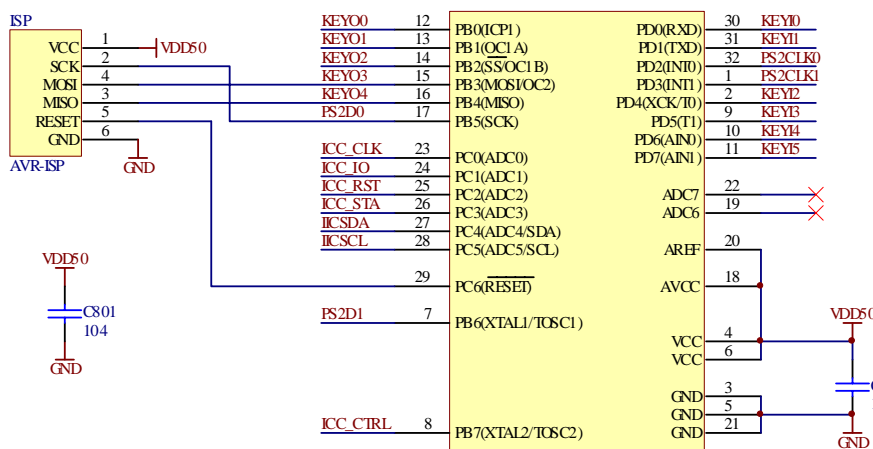 ISP
VCC 1 VDD50
SCK 2
MOSI 4
MISO 3
RESET 5
GND 6
GND
AVR-ISP
VDD50
C801
104
GND
KEYO0 12 PB0(ICP1)
KEYO1 13 PB1(OC1A)
KEYO2 14 PB2(SS/OC1B)
KEYO3 15 PB3(MOSI/OC2)
KEYO4 16 PB4(MISO)
PS2D0 17 PB5(SCK)
ICC_CLK 23 PC0(ADC0)
ICC_IO 24 PC1(ADC1)
ICC_RST 25 PC2(ADC2)
ICC_STA 26 PC3(ADC3)
IICSDA 27 PC4(ADC4/SDA)
IICSCL 28 PC5(ADC5/SCL)
29 PC6(RESET)
PS2D1 7 PB6(XTAL1/TOSC1)
ICC_CTRL 8 PB7(XTAL2/TOSC2)
PD0(RXD) 30 KEYI0
PD1(TXD) 31 KEYI1
PD2(INT0) 32 PS2CLK0
PD3(INT1) 1 PS2CLK1
PD4(XCK/T0) 2 KEYI2
PD5(T1) 9 KEYI3
PD6(AIN0) 10 KEYI4
PD7(AIN1) 11 KEYI5
ADC7 22
ADC6 19
AREF 20
AVCC 18
VCC 4
VCC 6
GND 3
GND 5
GND 21
VDD50
GND